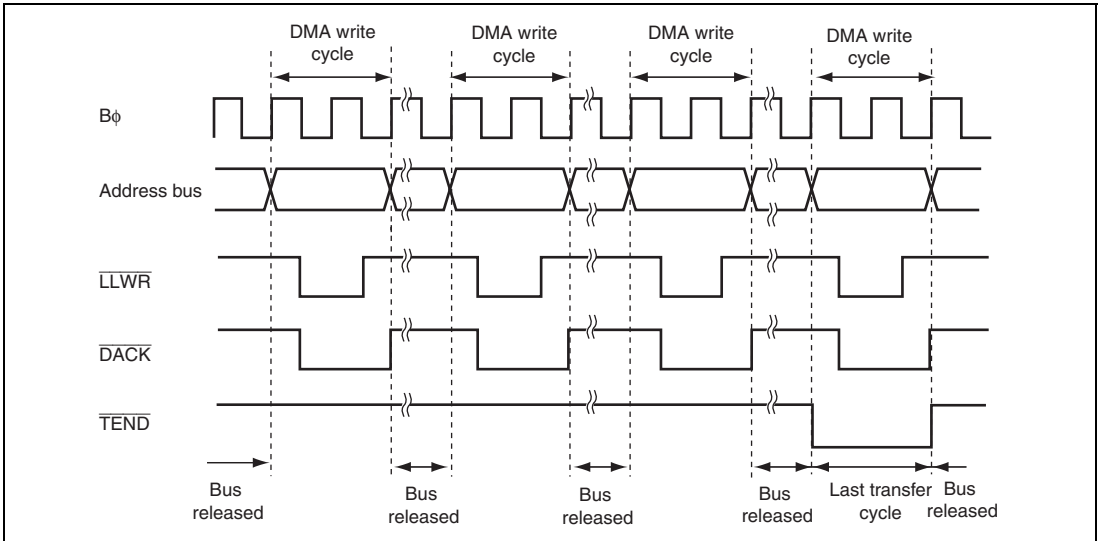 DMA write
cycle
DMA write
cycle
DMA write
cycle
DMA write
cycle
Bϕ
Address bus
LLWR
DACK
TEND
Bus
released
Bus
released
Bus
released
Bus
released
Last transfer
cycle
Bus
released